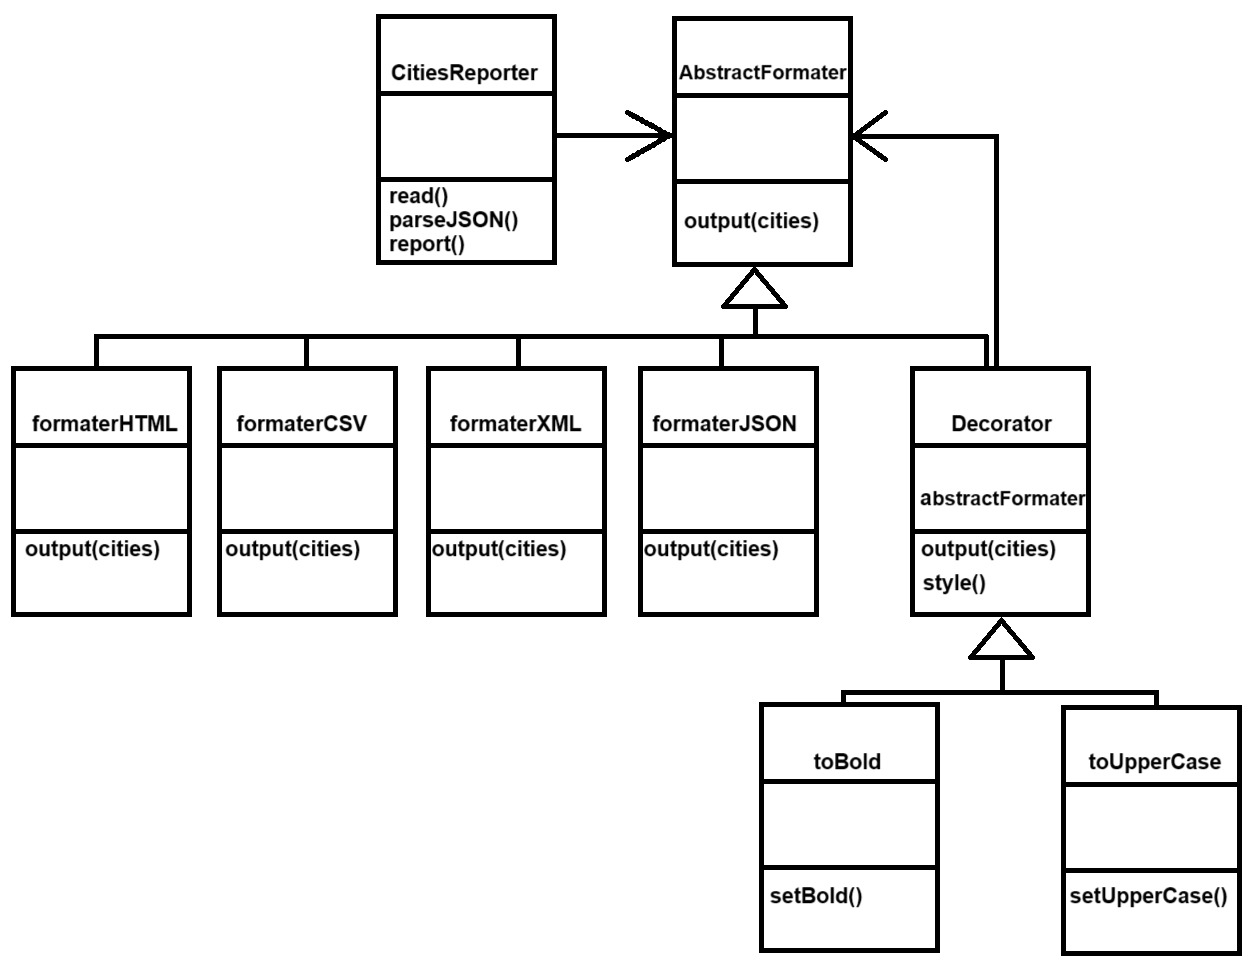 CitiesReporter
read()
parseJSON()
report()
AbstractFormater
output(cities)
formaterHTML
output(cities)
formaterCSV
output(cities)
formaterXML
output(cities)
formaterJSON
output(cities)
Decorator
abstractFormater
output(cities)
style()
toBold
setBold()
toUpperCase
setUpperCase()